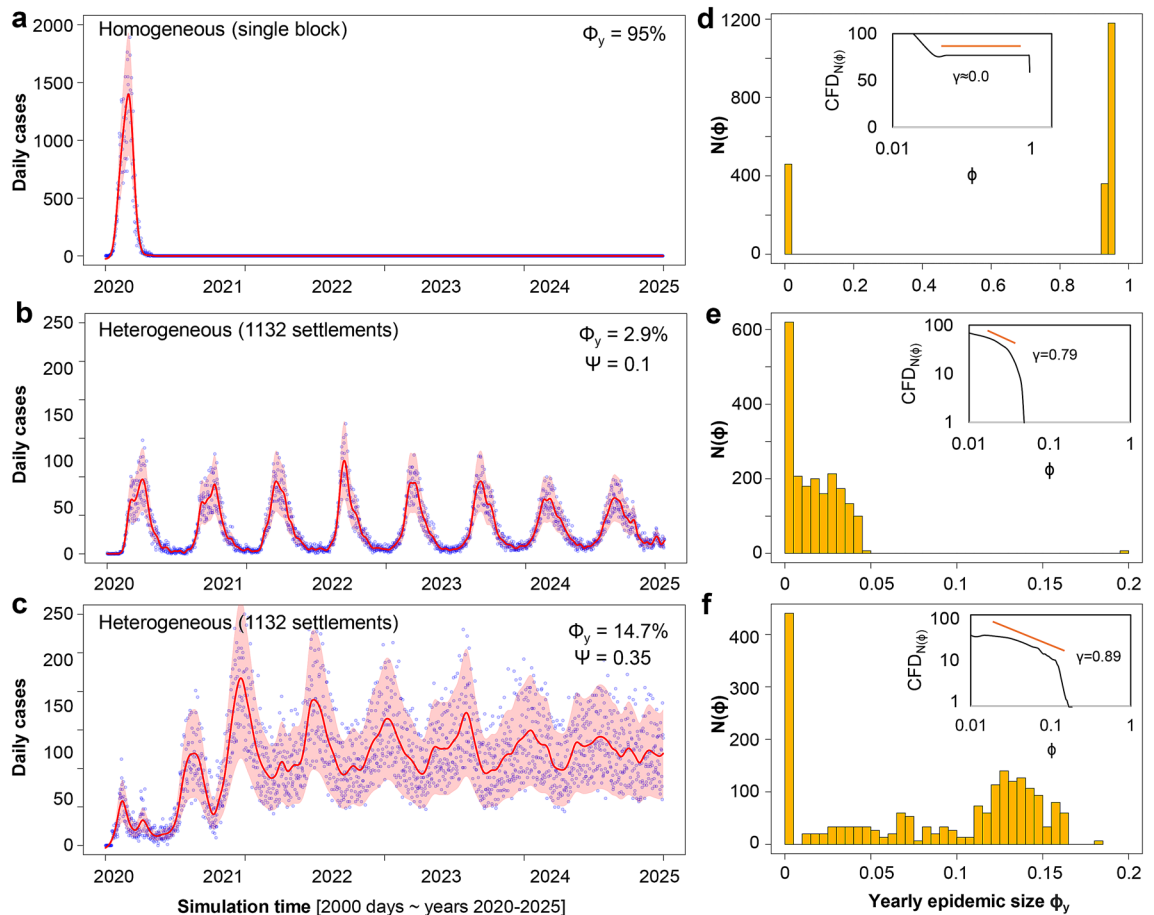 a
Homogeneous (single block)
Φy = 95%
Daily cases
2000
1500
1000
500
0
2020
2021
2022
2023
2024
2025
b
Heterogeneous (1132 settlements)
Φy = 2.9%
Ψ = 0.1
Daily cases
250
200
150
100
50
0
2020
2021
2022
2023
2024
2025
c
Heterogeneous (1132 settlements)
Φy = 14.7%
Ψ = 0.35
Daily cases
250
200
150
100
50
0
2020
2021
2022
2023
2024
2025
Simulation time [2000 days ~ years 2020-2025]
d
N(ϕ)
1200
1200
400
0
0
0.2
0.4
0.6
0.8
1
CFDN(ϕ)
100
50
0
γ≈0.0
0.01
1
ϕ
e
N(ϕ)
600
400
200
0
0
0.05
0.1
0.15
0.2
CFDN(ϕ)
100
10
1
γ=0.79
0.01
0.1
1
ϕ
f
N(ϕ)
400
300
400
100
0
0
0.05
0.1
0.15
0.2
CFDN(ϕ)
100
10
1
γ=0.89
0.01
0.1
1
ϕ
Yearly epidemic size ϕy